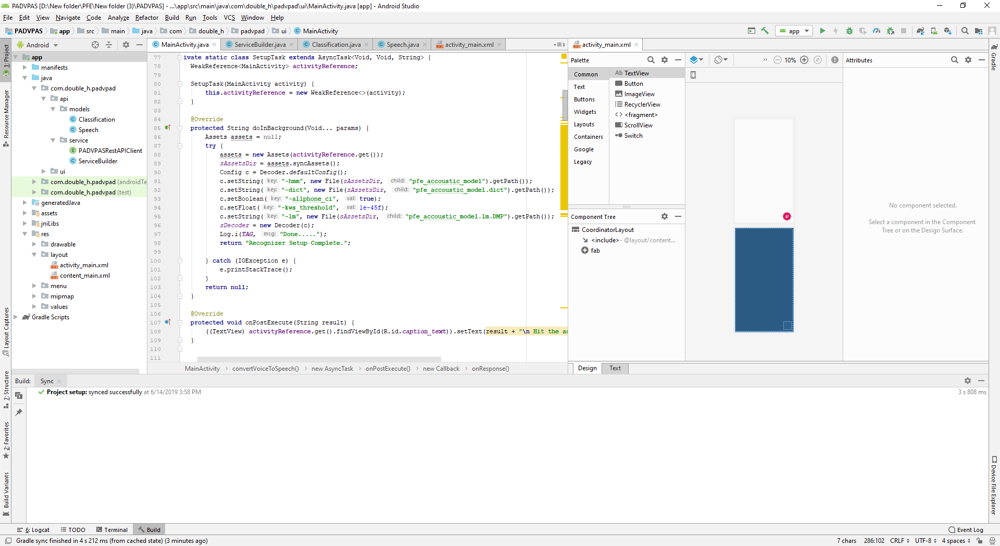 PADVPAS [D:\New folder\PFE\New folder (3)\PADVPAS] - ...\app\src\main\java\com\double_h\padvpad\ui\MainActivity.java [app] - Android Studio
File Edit View Navigate Code Analyze Refactor Build Run Tools VCS Window Help
PADVPAS app src main java com double_h padvpad ui MainActivity
app
Android
MainActivity.java ServiceBuilder.java Classification.java Speech.java activity_main.xml
3
activity_main.xml
1: Project
Resource Manager
Layout Captures
7: Structure
2: Favorites
Build Variants
app
manifests
java
com.double_h.padvpad
api
models
Classification
Speech
service
PADVPASRestAPIClient
ServiceBuilder
ui
com.double_h.padvpad (androidTe
com.double_h.padvpad (test)
generatedJava
assets
jniLibs
res
drawable
layout
activity_main.xml
content_main.xml
menu
mipmap
values
Gradle Scripts
77 ivate static class SetupTask extends AsyncTask<Void, Void, String> {
78 WeakReference<MainActivity> activityReference;
79
80 SetupTask(MainActivity activity) {
81 this.activityReference = new WeakReference<>(activity);
82 }
83
84 @Override
85 protected String doInBackground(Void... params) {
86 Assets assets = null;
87 try {
88 assets = new Assets(activityReference.get());
89 sAssetsDir = assets.syncAssets();
90 Config c = Decoder.defaultConfig();
91 c.setString( key: "-hmm", new File(sAssetsDir, child: "pfe_accoustic_model").getPath());
92 c.setString( key: "-dict", new File(sAssetsDir, child: "pfe_accoustic_model.dict").getPath());
93 c.setBoolean( key: "-allphone_ci", val: true);
94 c.setFloat( key: "-kws_threshold", val: 1e-45f);
95 c.setString( key: "-lm", new File(sAssetsDir, child: "pfe_accoustic_model.lm.DMP").getPath());
96 sDecoder = new Decoder(c);
97 Log.i(TAG, msg: "Done.....");
98 return "Recognizer Setup Complete.";
99
100 } catch (IOException e) {
101 e.printStackTrace();
102 }
103 return null;
104 }
105
106 @Override
107 protected void onPostExecute(String result) {
108 ((TextView) activityReference.get().findViewById(R.id.caption_text)).setText(result + "\n Hit the a
109 }
110
111
MainActivity convertVoiceToSpeech() new AsyncTask onPostExecute() new Callback onResponse()
Palette
Common
Text
Buttons
Widgets
Layouts
Containers
Google
Legacy
Ab TextView
Button
ImageView
RecyclerView
<fragment>
ScrollView
Switch
Component Tree
CoordinatorLayout
<include> - @layout/content...
fab
10%
Attributes
No component selected.
Select a component in the Component
Tree or on the Design Surface.
Design Text
Gradle
Device File Explorer
Build: Sync
Project setup: synced successfully at 6/14/2019 3:58 PM
3 s 808 ms
6: Logcat TODO Terminal Build
Event Log
Gradle sync finished in 4 s 212 ms (from cached state) (3 minutes ago)
7 chars 286:102 CRLF UTF-8 4 spaces